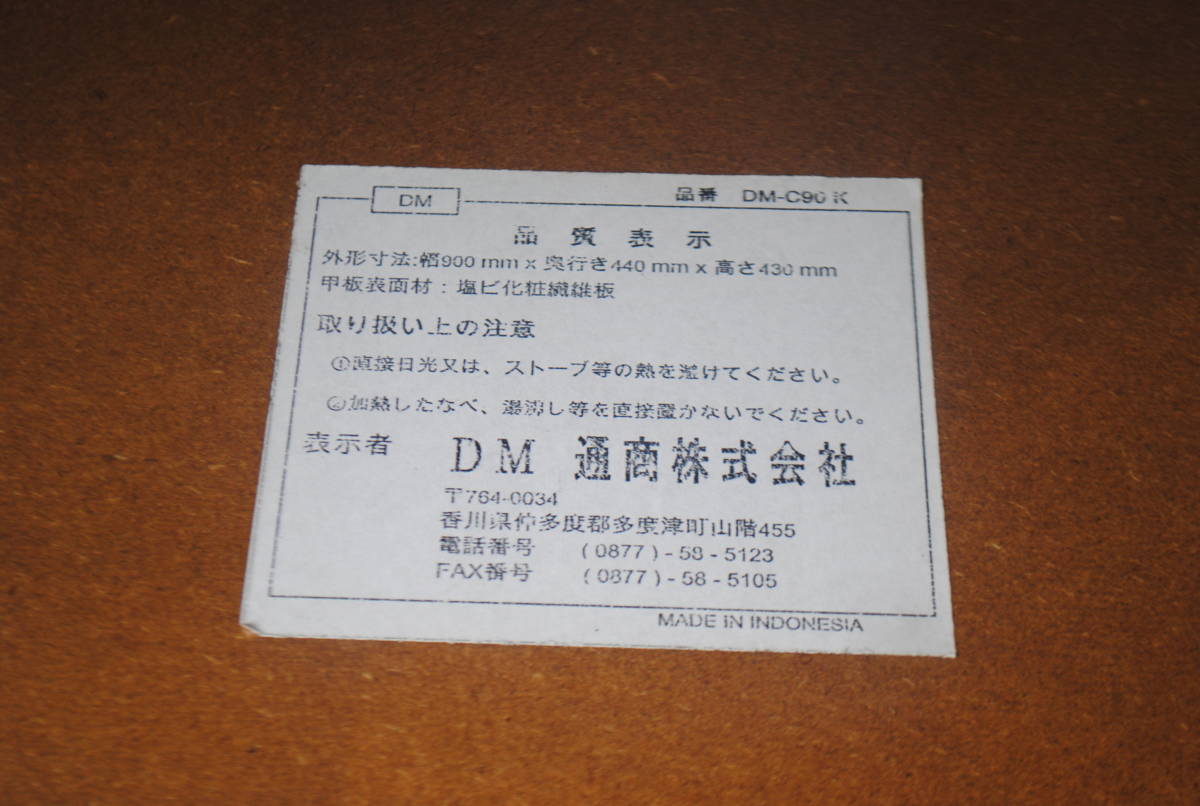 DM
品番 DM-C90 K
品質表示
外形寸法:幅900 mm x 奥行き440 mm x 高さ430 mm
甲板表面材：塩ビ化粧繊維板
取り扱い上の注意
①直接日光又は、ストーブ等の熱を避けてください。
②加熱したなべ、湯沸し等を直接置かないでください。
表示者 DM 通商株式会社
〒764-0034
香川県仲多度郡多度津町山階455
電話番号 (0877)-58-5123
FAX番号 (0877)-58-5105
MADE IN INDONESIA